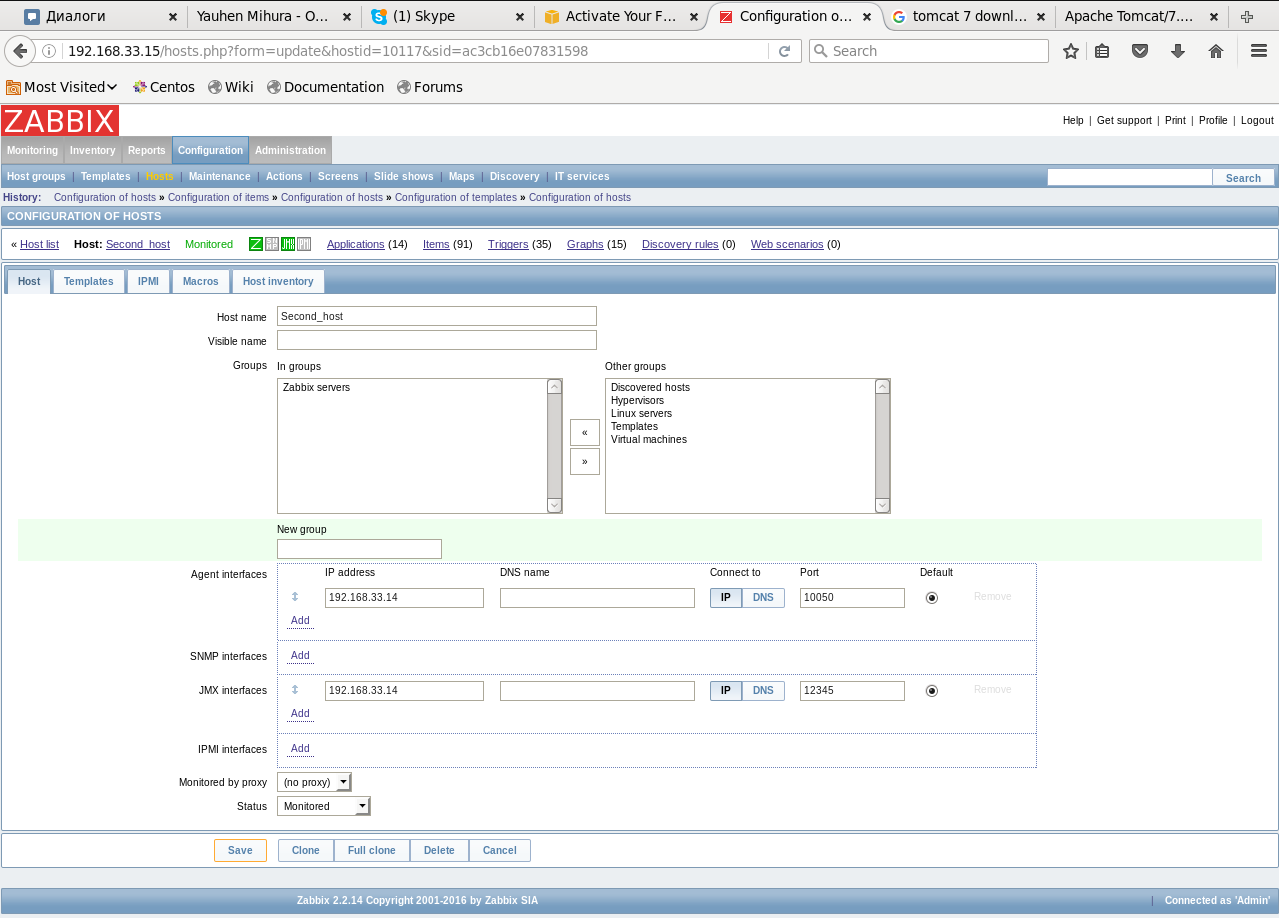 Диалоги
Yauhen Mihura - O...
(1) Skype
Activate Your F...
Configuration o...
tomcat 7 downl...
Apache Tomcat/7....
192.168.33.15/hosts.php?form=update&hostid=10117&sid=ac3cb16e07831598
Search
Most Visited
Centos
Wiki
Documentation
Forums
ZABBIX
Help | Get support | Print | Profile | Logout
Monitoring Inventory Reports Configuration Administration
Host groups | Templates | Hosts | Maintenance | Actions | Screens | Slide shows | Maps | Discovery | IT services
Search
History: Configuration of hosts » Configuration of items » Configuration of hosts » Configuration of templates » Configuration of hosts
CONFIGURATION OF HOSTS
« Host list Host: Second_host Monitored Applications (14) Items (91) Triggers (35) Graphs (15) Discovery rules (0) Web scenarios (0)
Host Templates IPMI Macros Host inventory
Host name Second_host
Visible name
Groups In groups Other groups
Zabbix servers
Discovered hosts
Hypervisors
Linux servers
Templates
Virtual machines
«
»
New group
Agent interfaces IP address DNS name Connect to Port Default
192.168.33.14 IP DNS 10050 Remove
Add
SNMP interfaces Add
JMX interfaces 192.168.33.14 IP DNS 12345 Remove
Add
IPMI interfaces Add
Monitored by proxy (no proxy)
Status Monitored
Save Clone Full clone Delete Cancel
Zabbix 2.2.14 Copyright 2001-2016 by Zabbix SIA
| Connected as 'Admin'